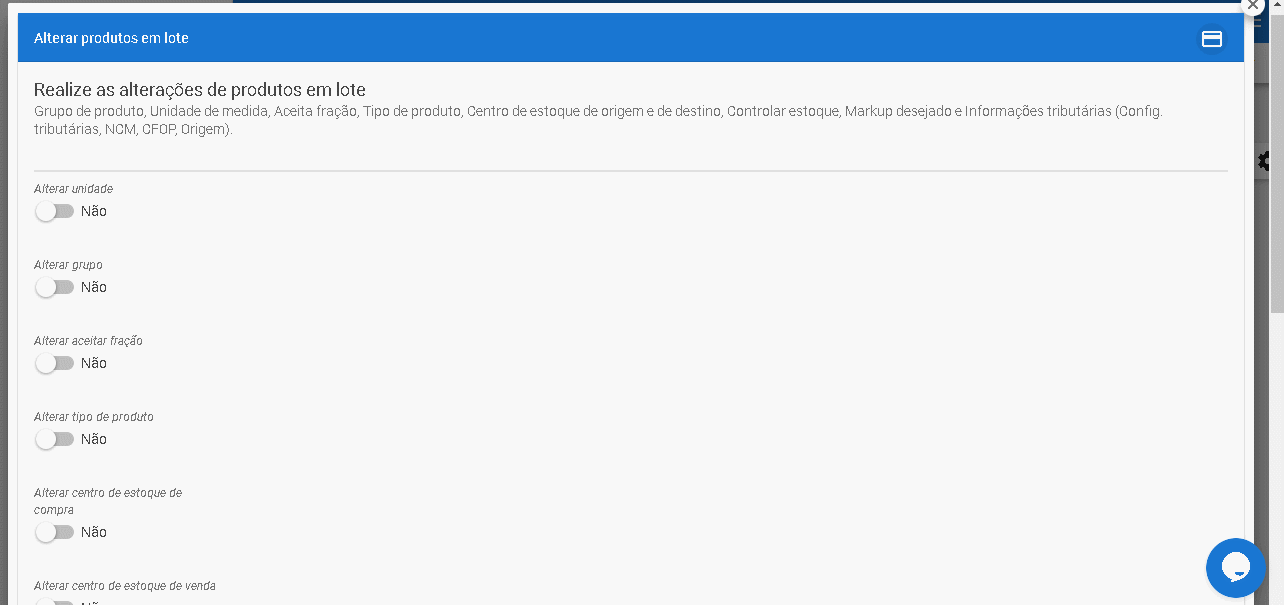 Alterar produtos em lote
Realize as alterações de produtos em lote
Grupo de produto, Unidade de medida, Aceita fração, Tipo de produto, Centro de estoque de origem e de destino, Controlar estoque, Markup desejado e Informações tributárias (Config.
tributárias, NCM, CFOP, Origem).
Alterar unidade
Não
Alterar grupo
Não
Alterar aceitar fração
Não
Alterar tipo de produto
Não
Alterar centro de estoque de
compra
Não
Alterar centro de estoque de venda